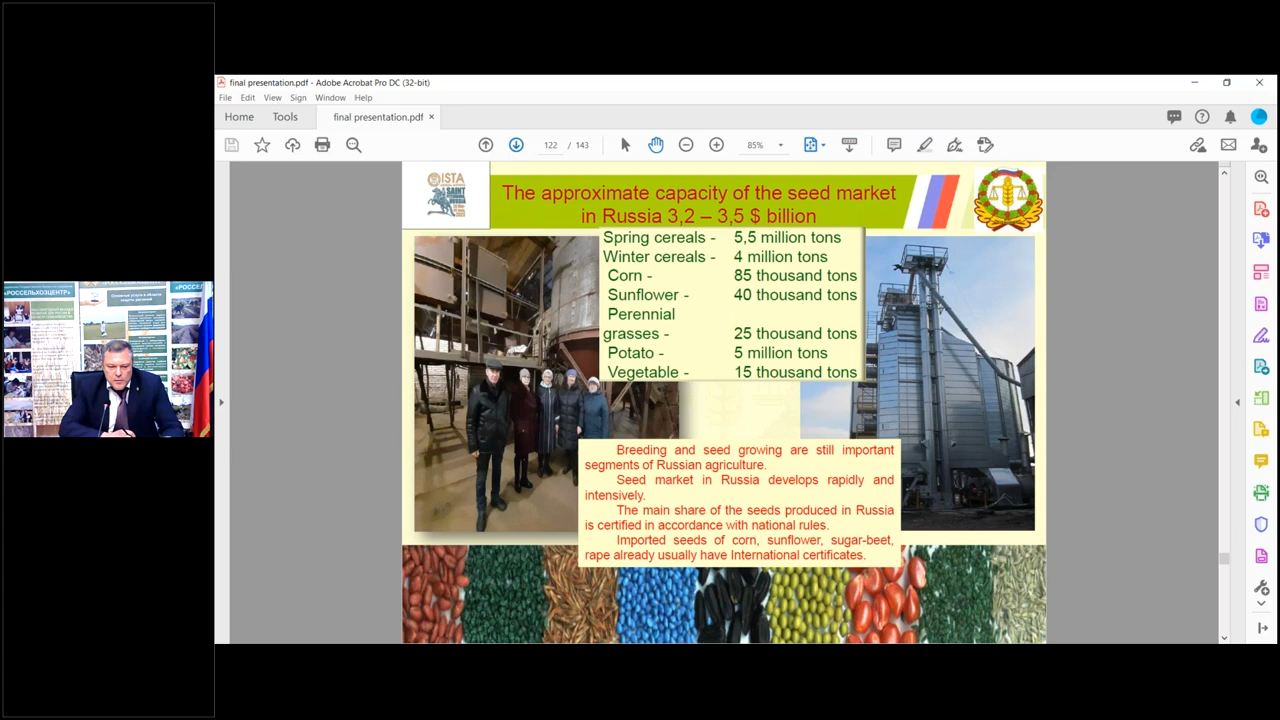 final presentation.pdf - Adobe Acrobat Pro DC (32-bit)
File Edit View Sign Window Help
Home Tools final presentation.pdf ×
122 / 143 85%
ISTA
SAINT
The approximate capacity of the seed market
in Russia 3,2 – 3,5 $ billion
Spring cereals - 5,5 million tons
Winter cereals - 4 million tons
Corn - 85 thousand tons
Sunflower - 40 thousand tons
Perennial
grasses - 25 thousand tons
Potato - 5 million tons
Vegetable - 15 thousand tons
Breeding and seed growing are still important
segments of Russian agriculture.
Seed market in Russia develops rapidly and
intensively.
The main share of the seeds produced in Russia
is certified in accordance with national rules.
Imported seeds of corn, sunflower, sugar-beet,
rape already usually have International certificates.
«РОССЕЛЬХОЗЦЕНТР»